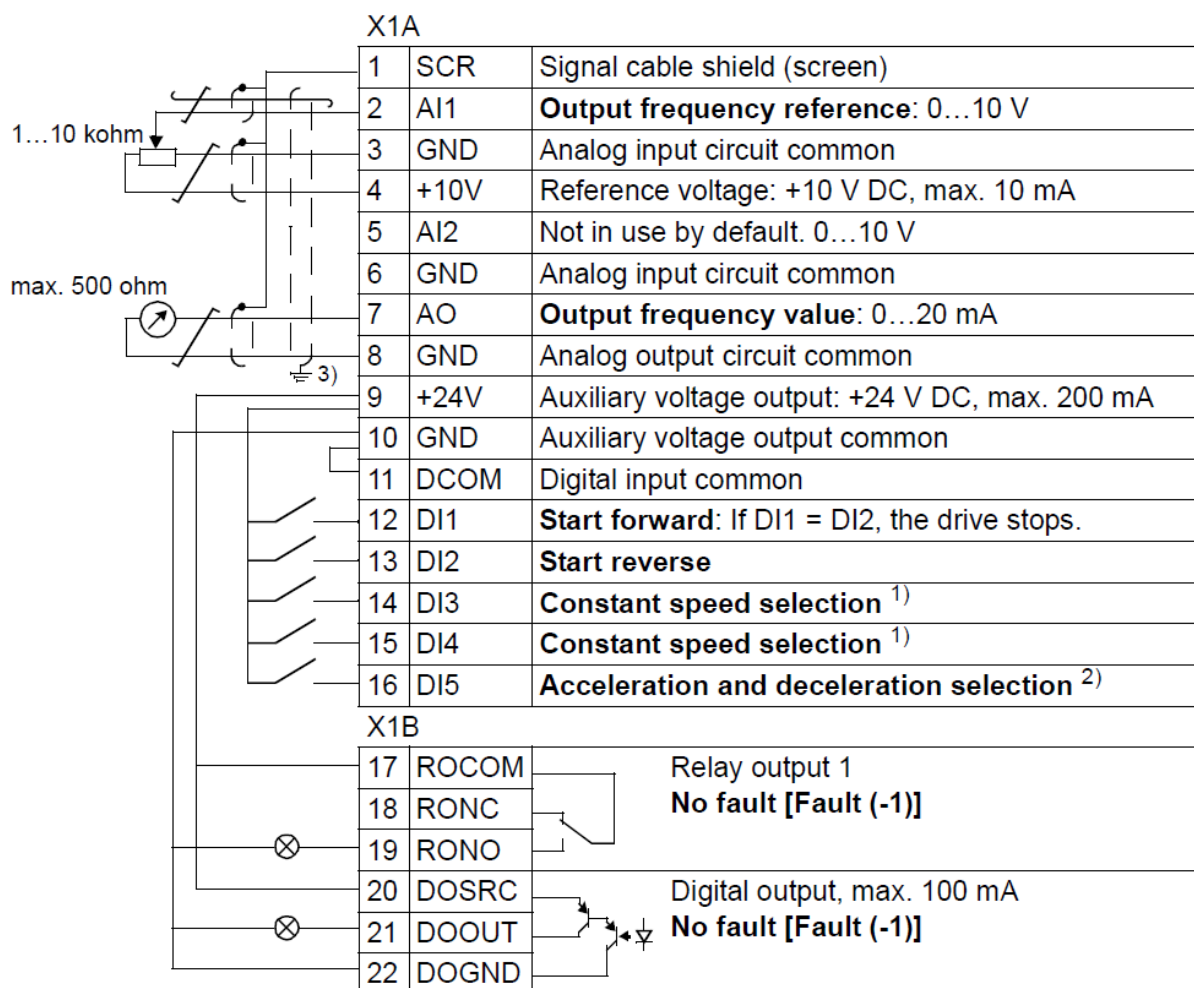 X1A
1 SCR Signal cable shield (screen)
2 AI1 Output frequency reference: 0…10 V
1…10 kohm
3 GND Analog input circuit common
4 +10V Reference voltage: +10 V DC, max. 10 mA
5 AI2 Not in use by default. 0…10 V
6 GND Analog input circuit common
max. 500 ohm
7 AO Output frequency value: 0…20 mA
8 GND Analog output circuit common
3)
9 +24V Auxiliary voltage output: +24 V DC, max. 200 mA
10 GND Auxiliary voltage output common
11 DCOM Digital input common
12 DI1 Start forward: If DI1 = DI2, the drive stops.
13 DI2 Start reverse
14 DI3 Constant speed selection 1)
15 DI4 Constant speed selection 1)
16 DI5 Acceleration and deceleration selection 2)
X1B
17 ROCOM Relay output 1
18 RONC No fault [Fault (-1)]
19 RONO
20 DOSRC Digital output, max. 100 mA
21 DOOUT No fault [Fault (-1)]
22 DOGND